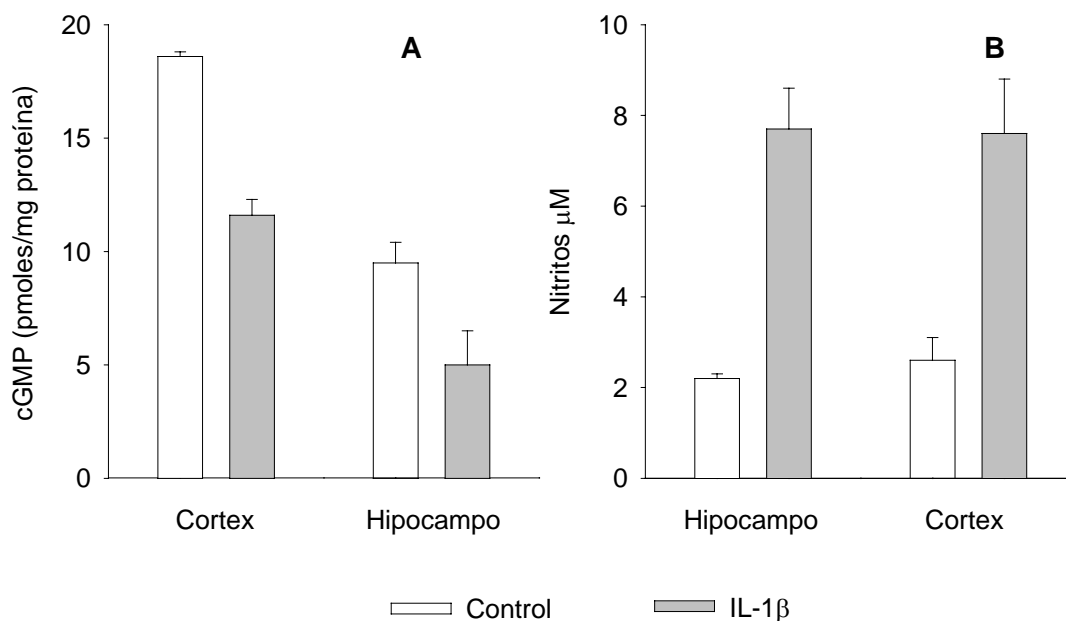 cGMP (pmoles/mg proteína)
20
15
10
5
0
A
Cortex
Hipocampo
Nitritos μM
10
8
6
4
2
0
B
Hipocampo
Cortex
Control
IL-1β